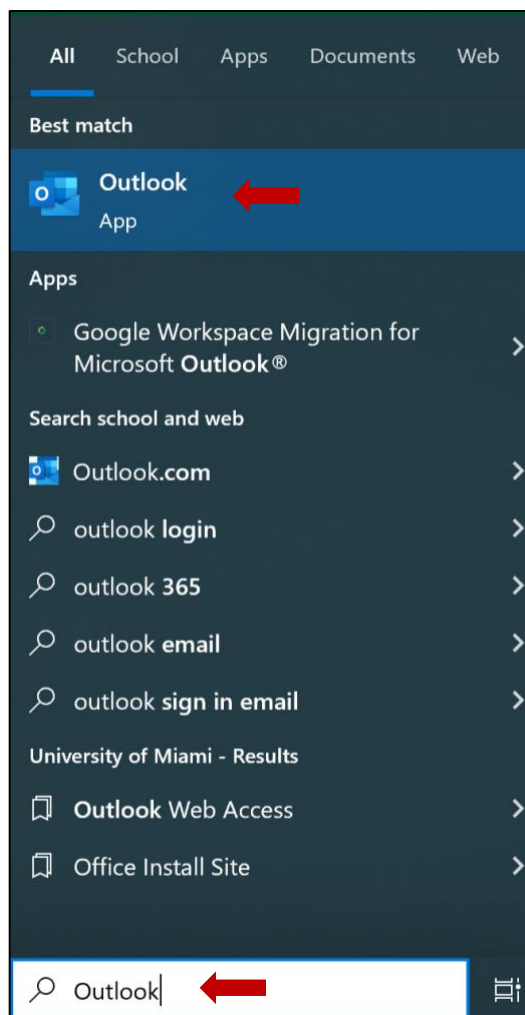 All School Apps Documents Web
Best match
Outlook
App
Apps
Google Workspace Migration for
Microsoft Outlook®
Search school and web
Outlook.com
outlook login
outlook 365
outlook email
outlook sign in email
University of Miami - Results
Outlook Web Access
Office Install Site
Outlook